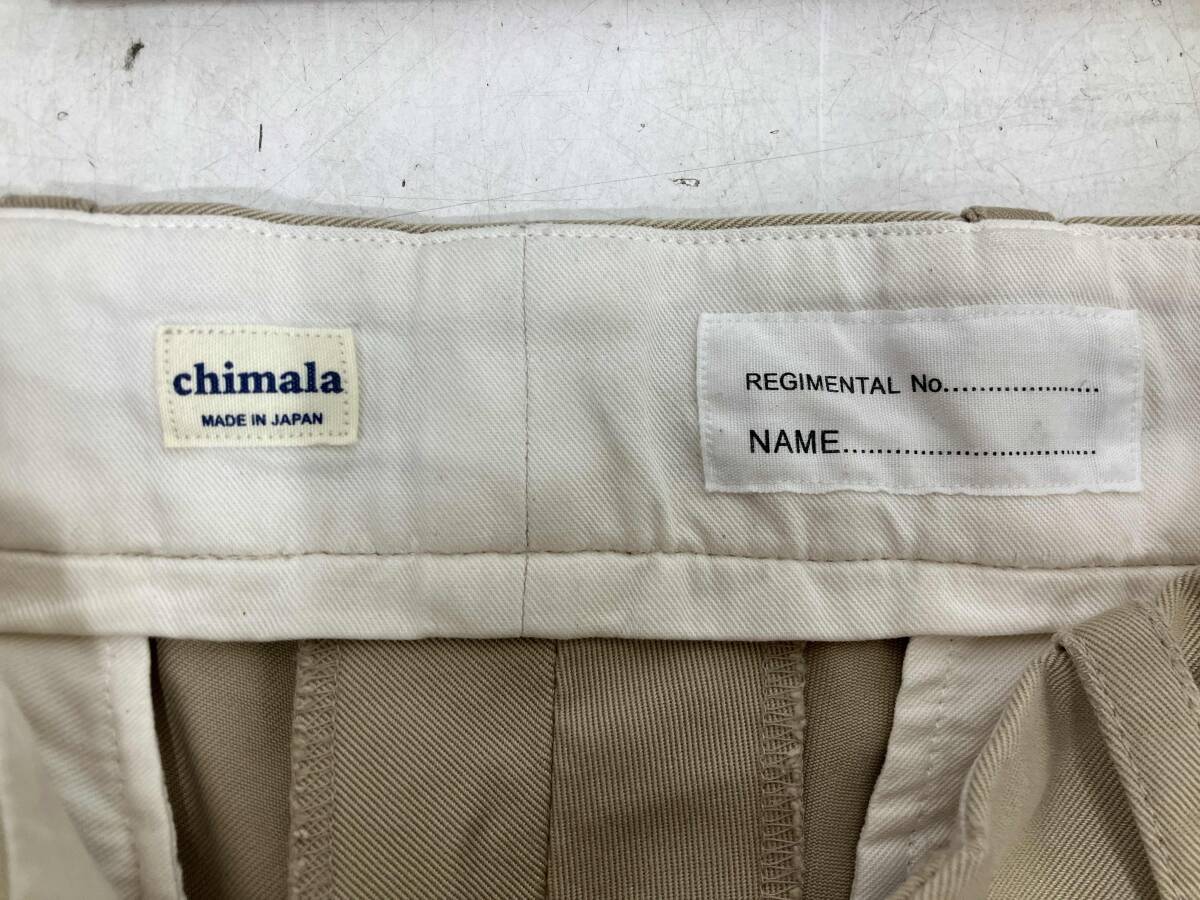 chimala
MADE IN JAPAN
REGIMENTAL No.....................
NAME.............................